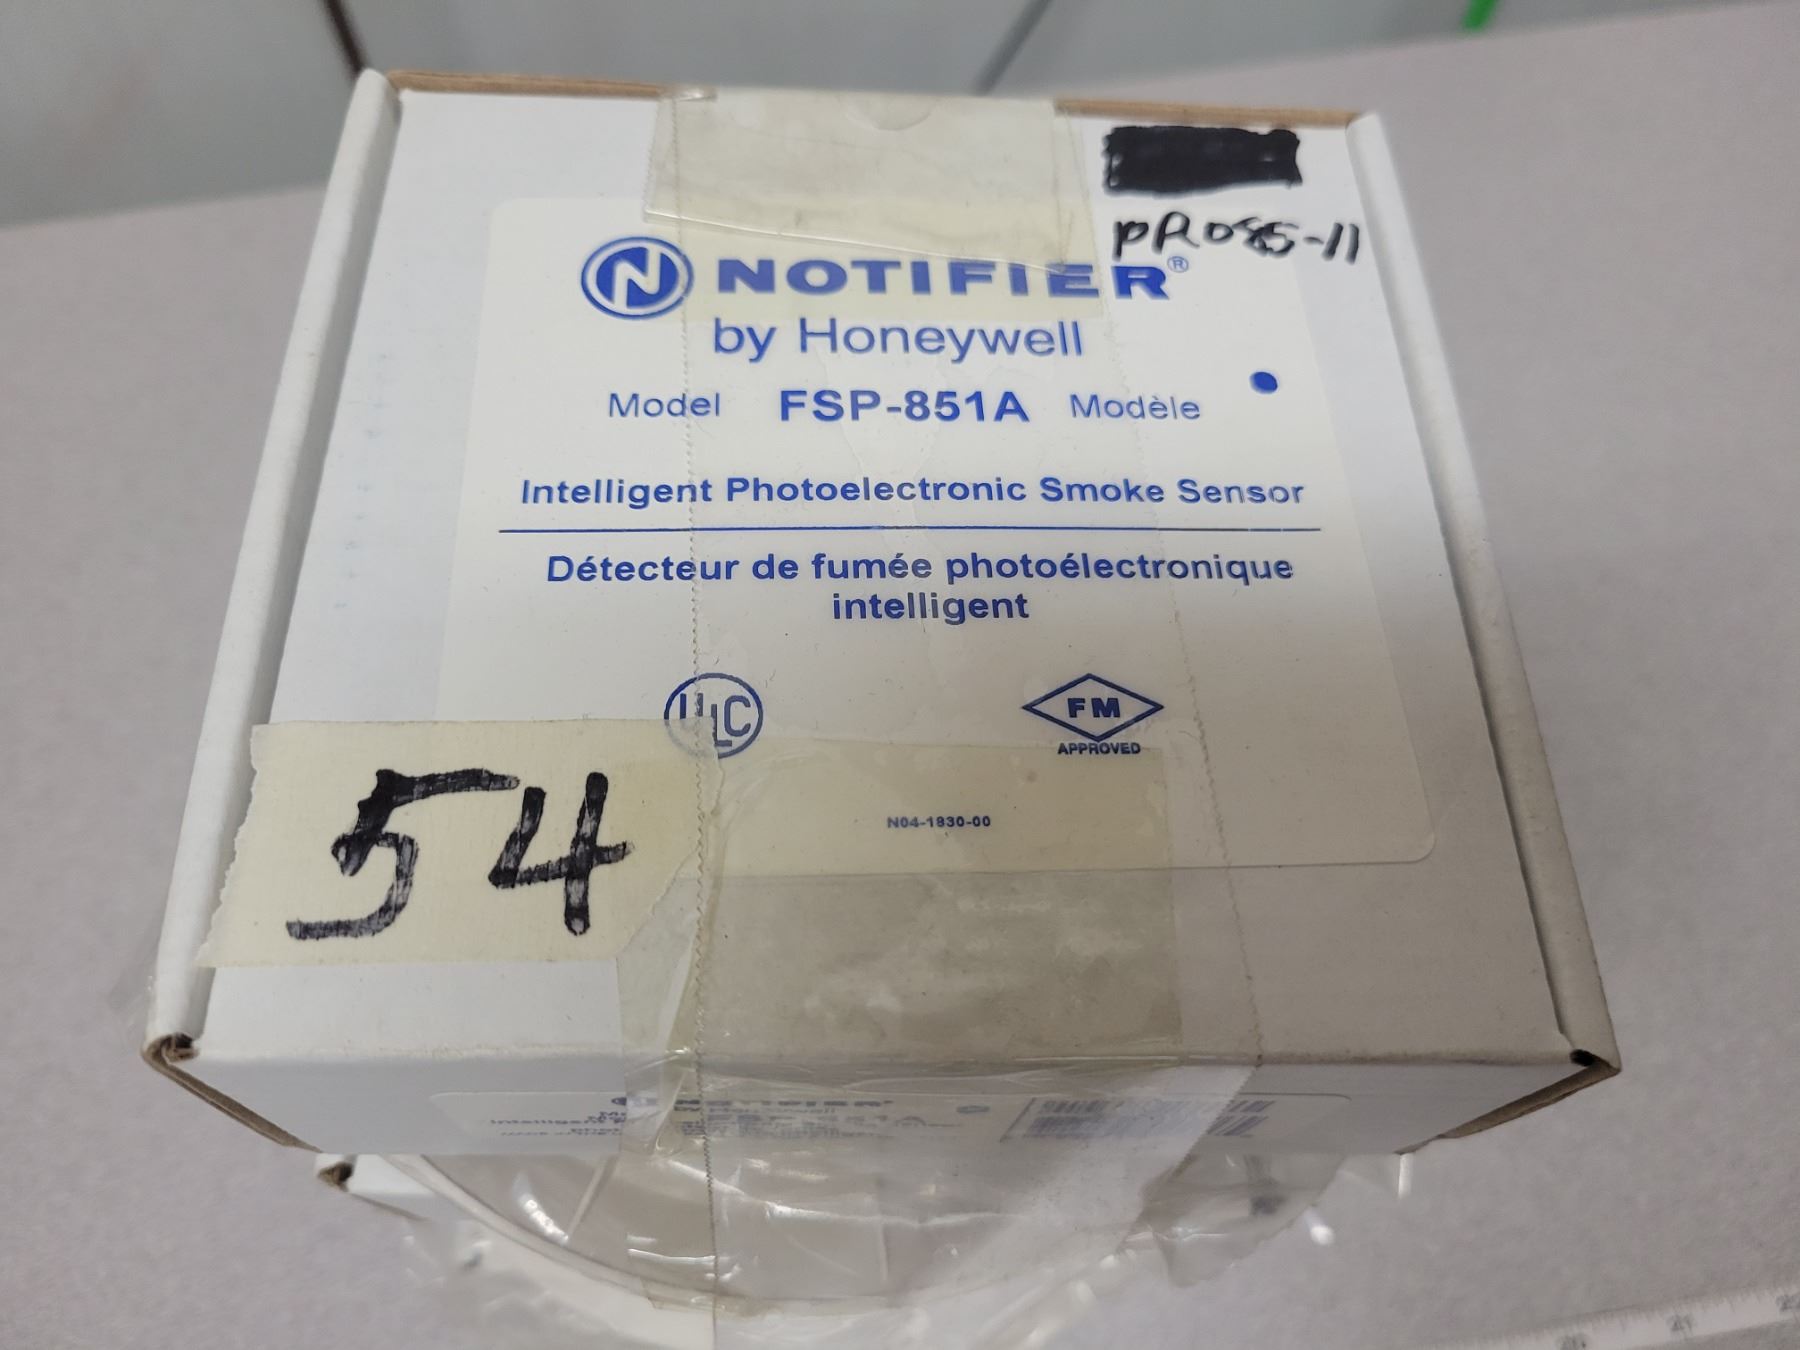 PR085-11
NOTIFIER®
by Honeywell
Model FSP-851A Modèle
Intelligent Photoelectronic Smoke Sensor
Détecteur de fumée photoélectronique
intelligent
ULC
FM
APPROVED
N04-1830-00
54
NOTIFIER